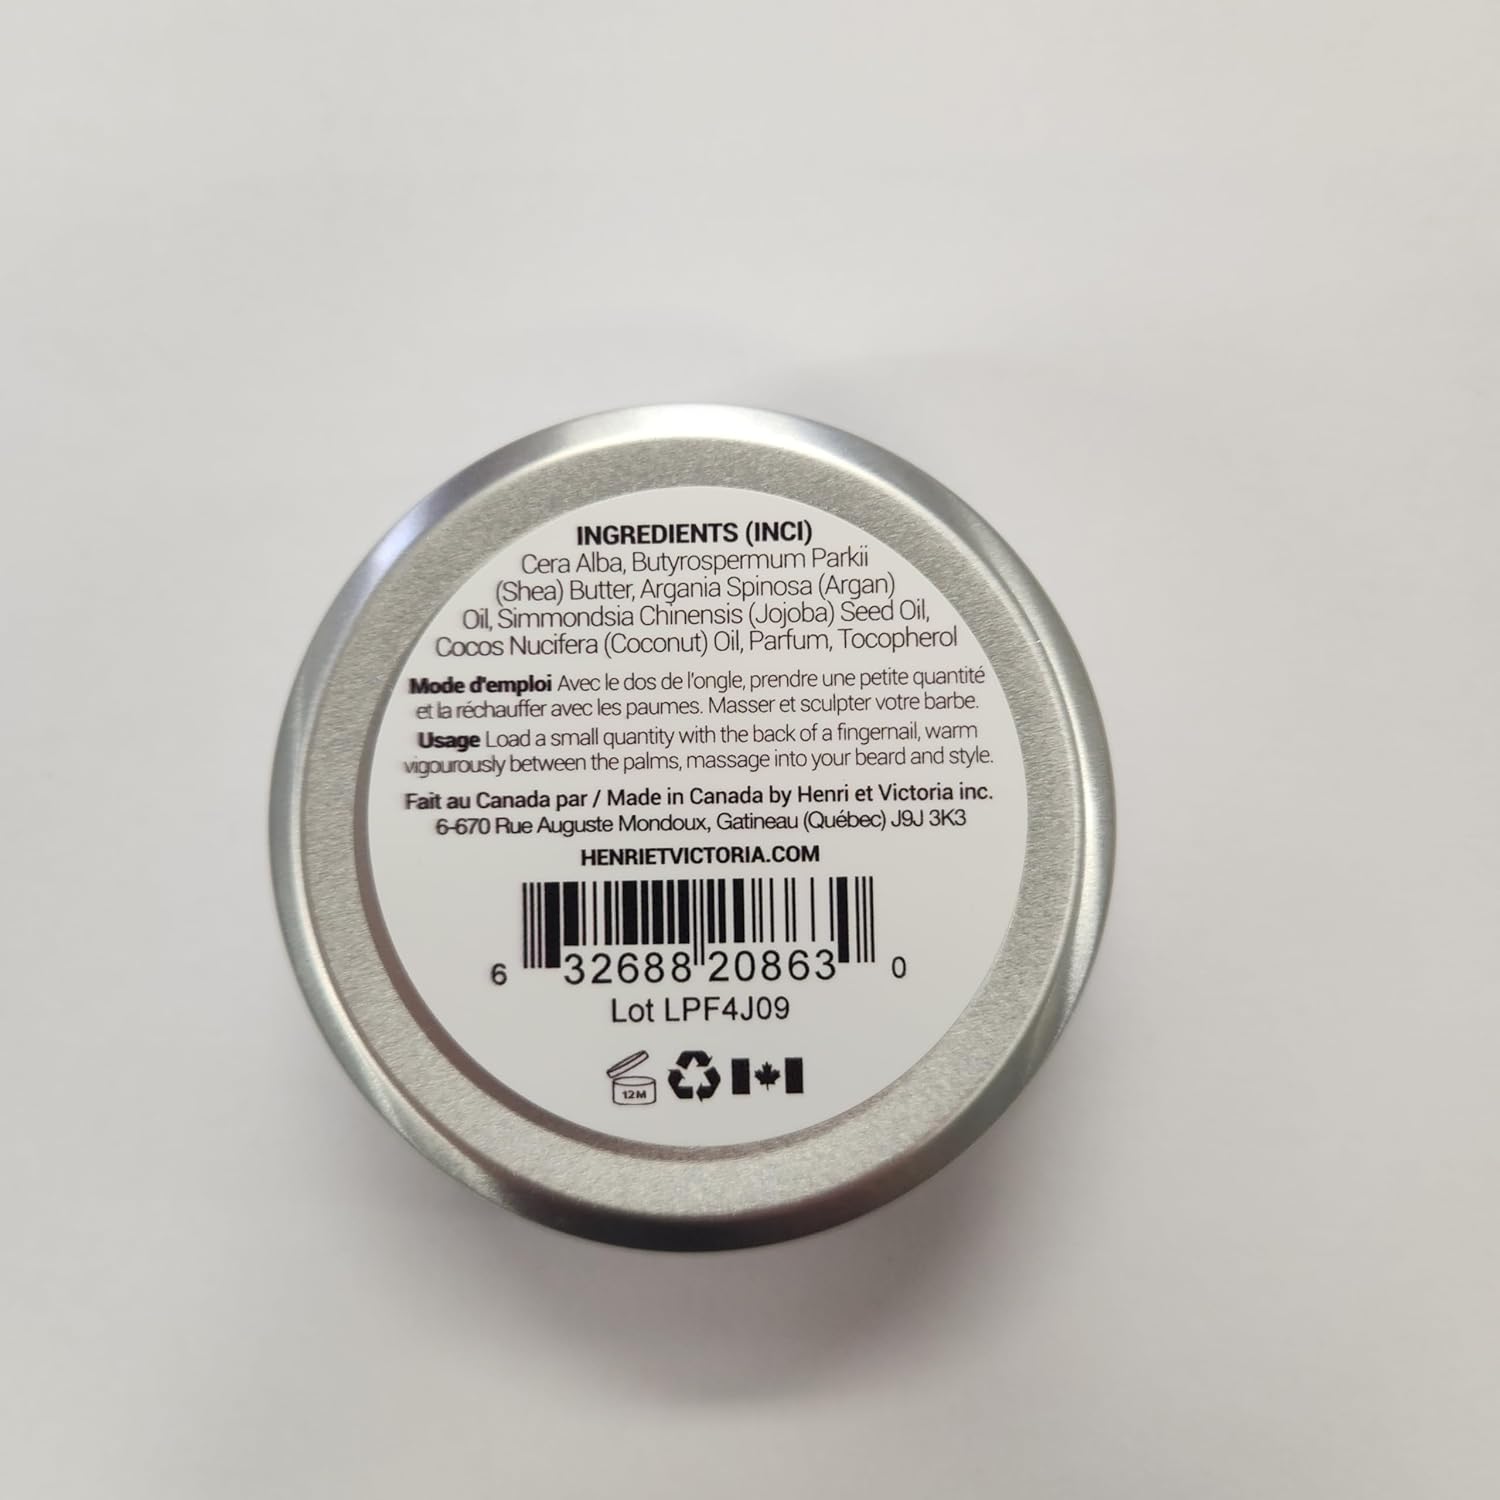 INGREDIENTS (INCI)
Cera Alba, Butyrospermum Parkii
(Shea) Butter, Argania Spinosa (Argan)
Oil, Simmondsia Chinensis (Jojoba) Seed Oil,
Cocos Nucifera (Coconut) Oil, Parfum, Tocopherol
Mode d'emploi Avec le dos de l'ongle, prendre une petite quantité
et la réchauffer avec les paumes. Masser et sculpter votre barbe.
Usage Load a small quantity with the back of a fingernail, warm
vigourously between the palms, massage into your beard and style.
Fait au Canada par / Made in Canada by Henri et Victoria inc.
6-670 Rue Auguste Mondoux, Gatineau (Québec) J9J 3K3
HENRIETVICTORIA.COM
6 32688 20863 0
Lot LPF4J09
12M